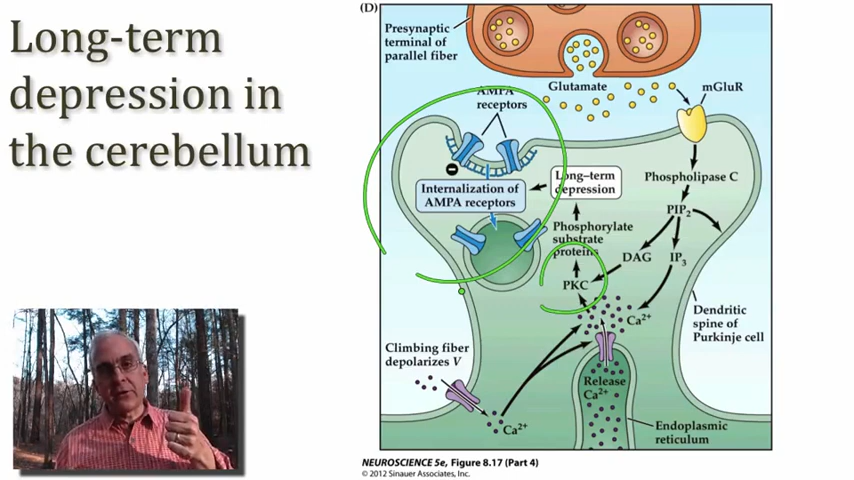 Long-term
depression in
the cerebellum
(D)
Presynaptic
terminal of
parallel fiber
Glutamate
mGluR
AMPA
receptors
Phospholipase C
Long–term
depression
Internalization of
AMPA receptors
PIP2
Phosphorylate
substrate
proteins
DAG
IP3
PKC
Ca2+
Dendritic
spine of
Purkinje cell
Climbing fiber
depolarizes V
Release
Ca2+
Ca2+
Endoplasmic
reticulum
NEUROSCIENCE 5e, Figure 8.17 (Part 4)
© 2012 Sinauer Associates, Inc.